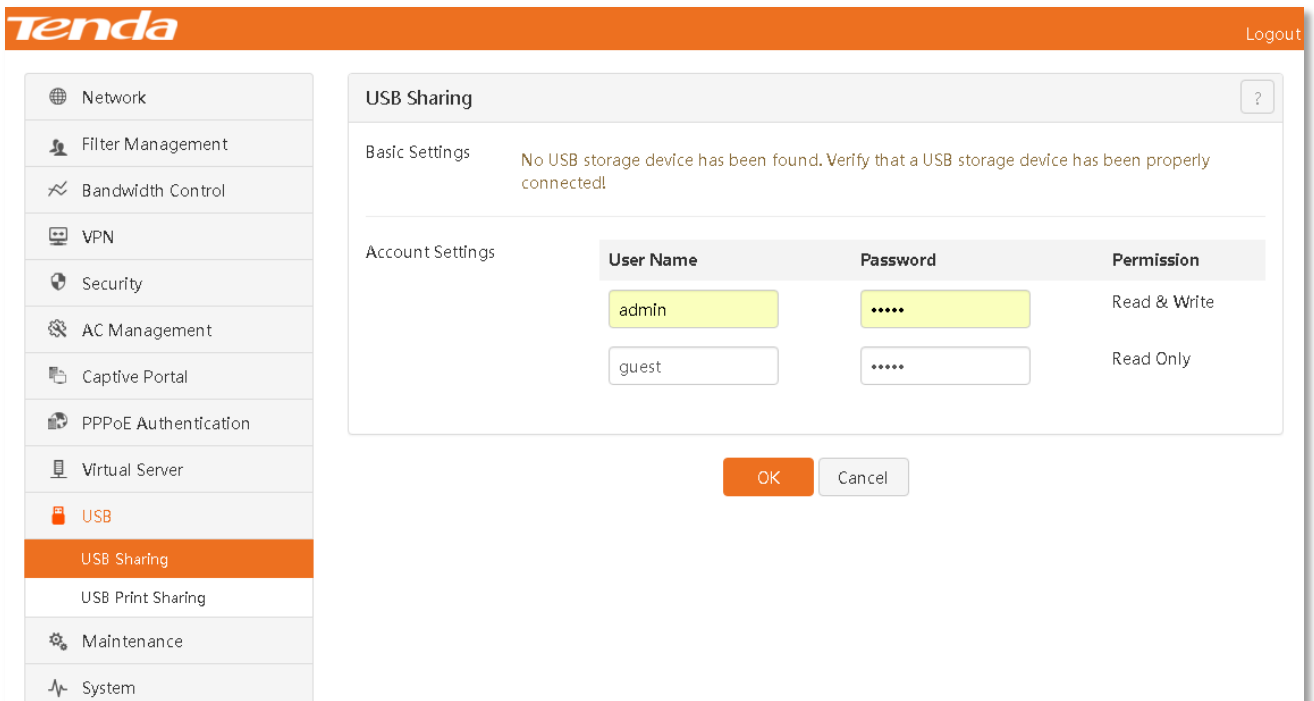 Tenda
Logout
Network
Filter Management
Bandwidth Control
VPN
Security
AC Management
Captive Portal
PPPoE Authentication
Virtual Server
USB
USB Sharing
USB Print Sharing
Maintenance
System
USB Sharing ?
Basic Settings
No USB storage device has been found. Verify that a USB storage device has been properly
connected!
Account Settings
User Name Password Permission
admin ••••• Read & Write
guest ••••• Read Only
OK Cancel